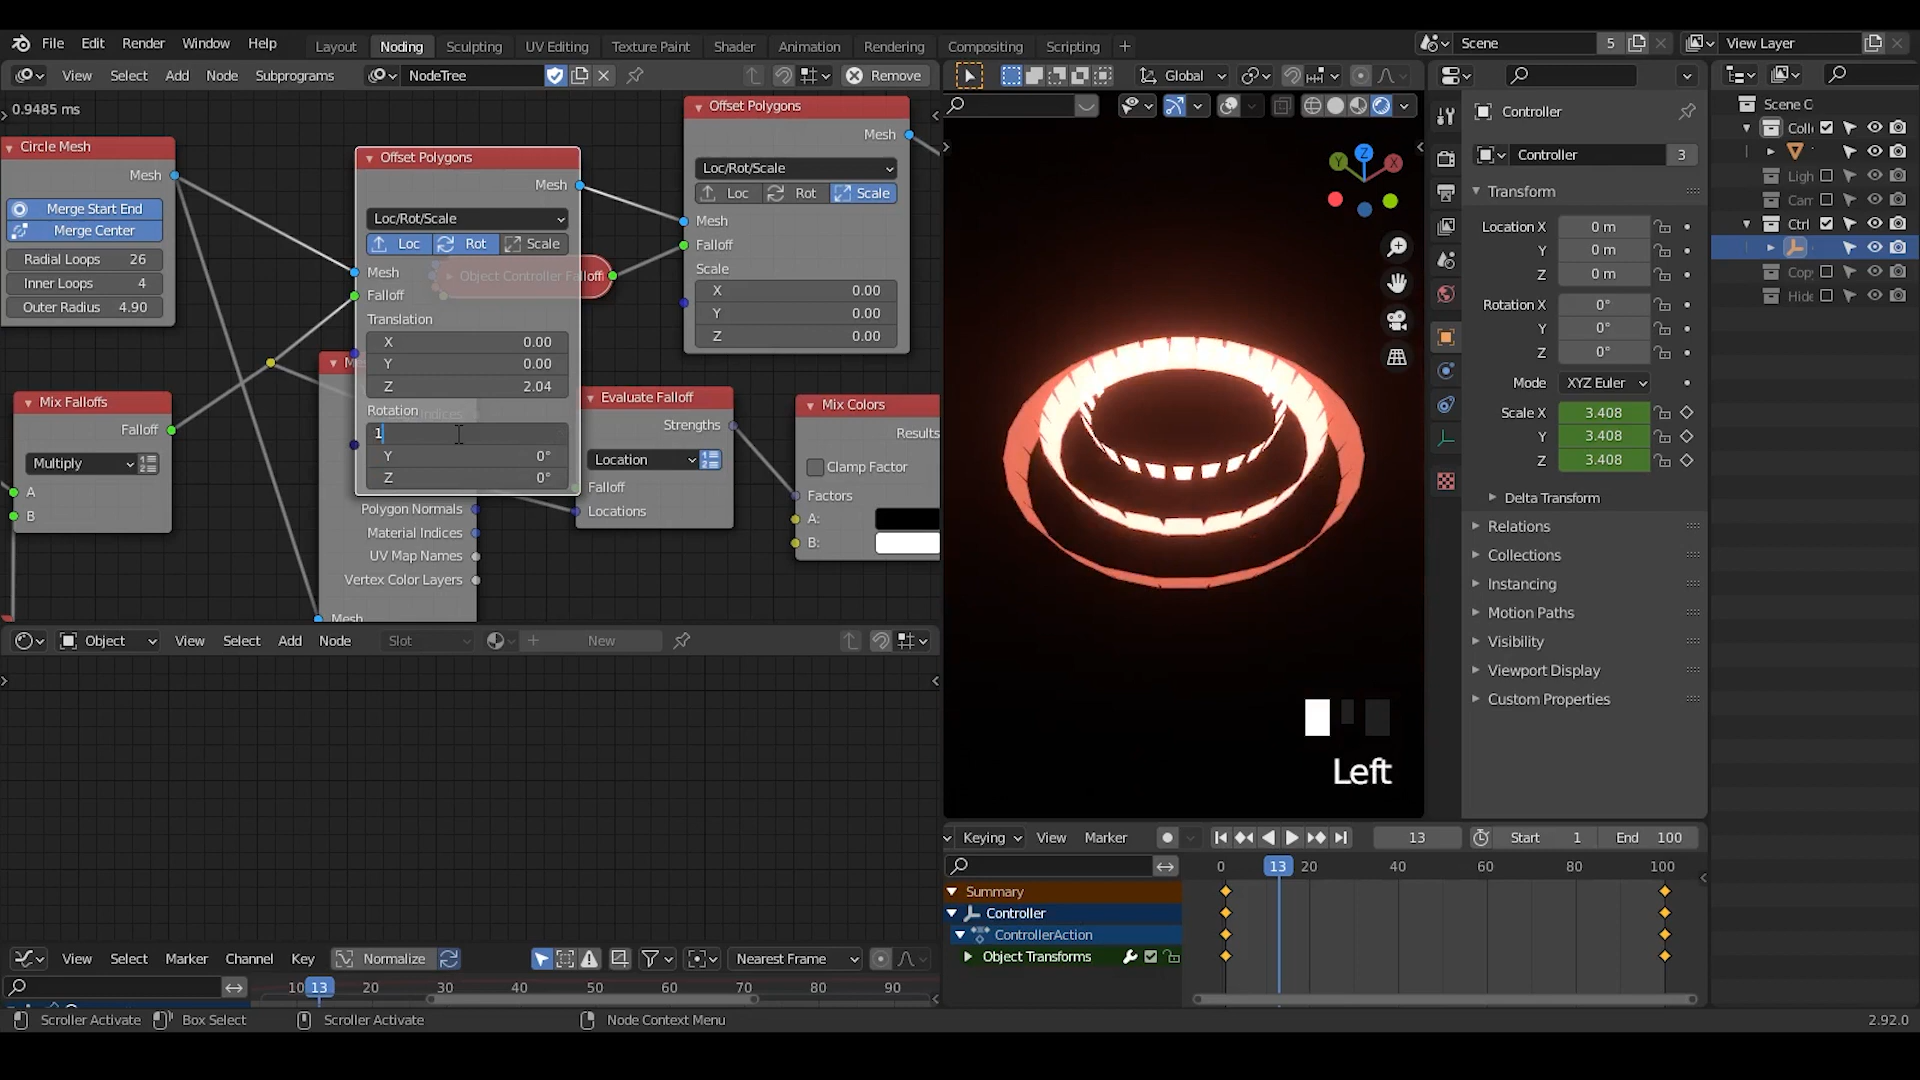 File Edit Render Window Help Layout Noding Sculpting UV Editing Texture Paint Shader Animation Rendering Compositing Scripting + Scene 5 View Layer
View Select Add Node Subprograms NodeTree Remove Global
0.9485 ms
Circle Mesh
Mesh
Merge Start End
Merge Center
Radial Loops 26
Inner Loops 4
Outer Radius 4.90
Mix Falloffs
Falloff
Multiply
A
B
Offset Polygons
Mesh
Loc/Rot/Scale
Loc Rot Scale
Mesh
Falloff
Translation
X 0.00
Y 0.00
Z 2.04
Rotation
1
Y 0°
Z 0°
Object Controller Falloff
Polygon Normals
Material Indices
UV Map Names
Vertex Color Layers
Mesh
Offset Polygons
Mesh
Loc/Rot/Scale
Loc Rot Scale
Mesh
Falloff
Scale
X 0.00
Y 0.00
Z 0.00
Evaluate Falloff
Strengths
Location
Falloff
Locations
Mix Colors
Results
Clamp Factor
Factors
A:
B:
Z
Y
X
Left
Controller
Controller 3
Transform
Location X 0 m
Y 0 m
Z 0 m
Rotation X 0°
Y 0°
Z 0°
Mode XYZ Euler
Scale X 3.408
Y 3.408
Z 3.408
Delta Transform
Relations
Collections
Instancing
Motion Paths
Visibility
Viewport Display
Custom Properties
Scene C
Coll
Ligh
Cam
Ctrl
Cop
Hide
Object View Select Add Node Slot New
Keying View Marker 13 Start 1 End 100
0 13 20 40 60 80 100
Summary
Controller
ControllerAction
Object Transforms
View Select Marker Channel Key Normalize Nearest Frame
10 13 20 30 40 50 60 70 80 90
Scroller Activate Box Select Scroller Activate Node Context Menu 2.92.0